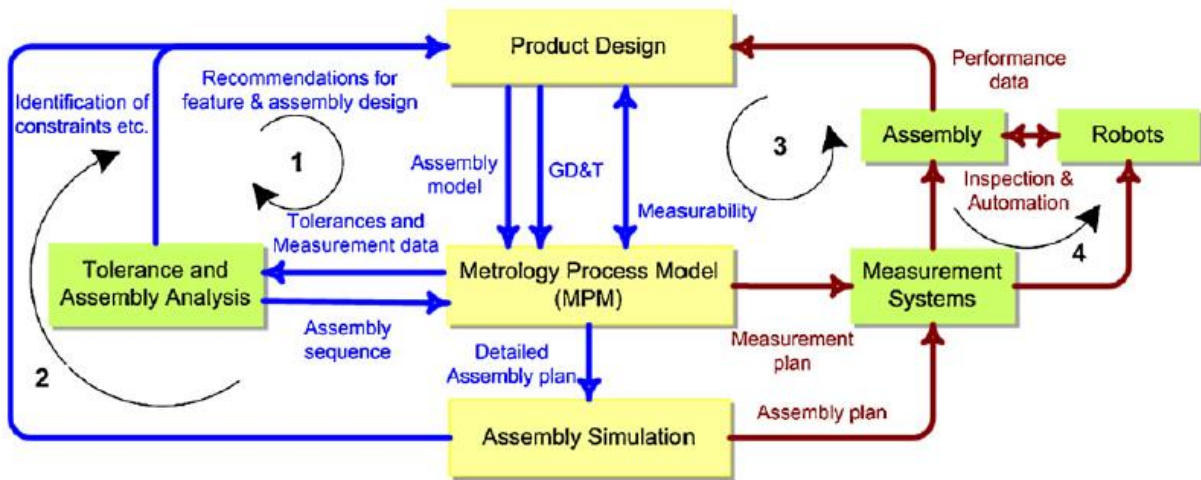 Product Design
Performance
data
Identification of
constraints etc.
Recommendations for
feature & assembly design
1
3
Assembly
Robots
Assembly
model
GD&T
Measurability
Inspection &
Automation
4
Tolerances and
Measurement data
Tolerance and
Assembly Analysis
Metrology Process Model
(MPM)
Measurement
Systems
Assembly
sequence
2
Detailed
Assembly plan
Measurement
plan
Assembly plan
Assembly Simulation